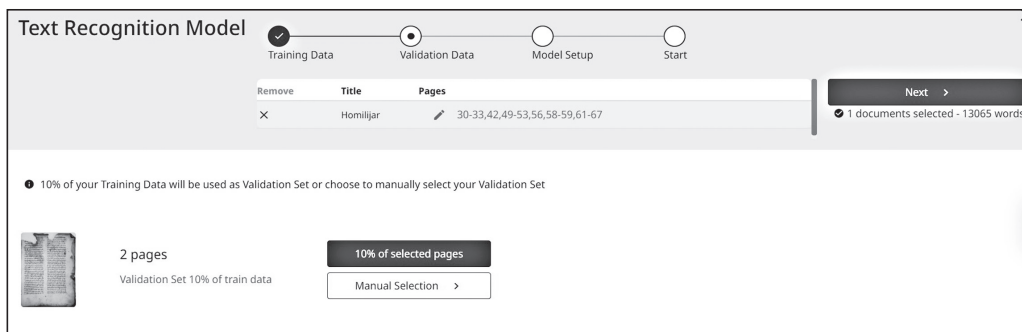 Text Recognition Model
Training Data
Validation Data
Model Setup
Start
Remove Title Pages
Homilijar 30-33,42,49-53,56,58-59,61-67
Next >
1 documents selected - 13065 words
10% of your Training Data will be used as Validation Set or choose to manually select your Validation Set
2 pages
Validation Set 10% of train data
10% of selected pages
Manual Selection >